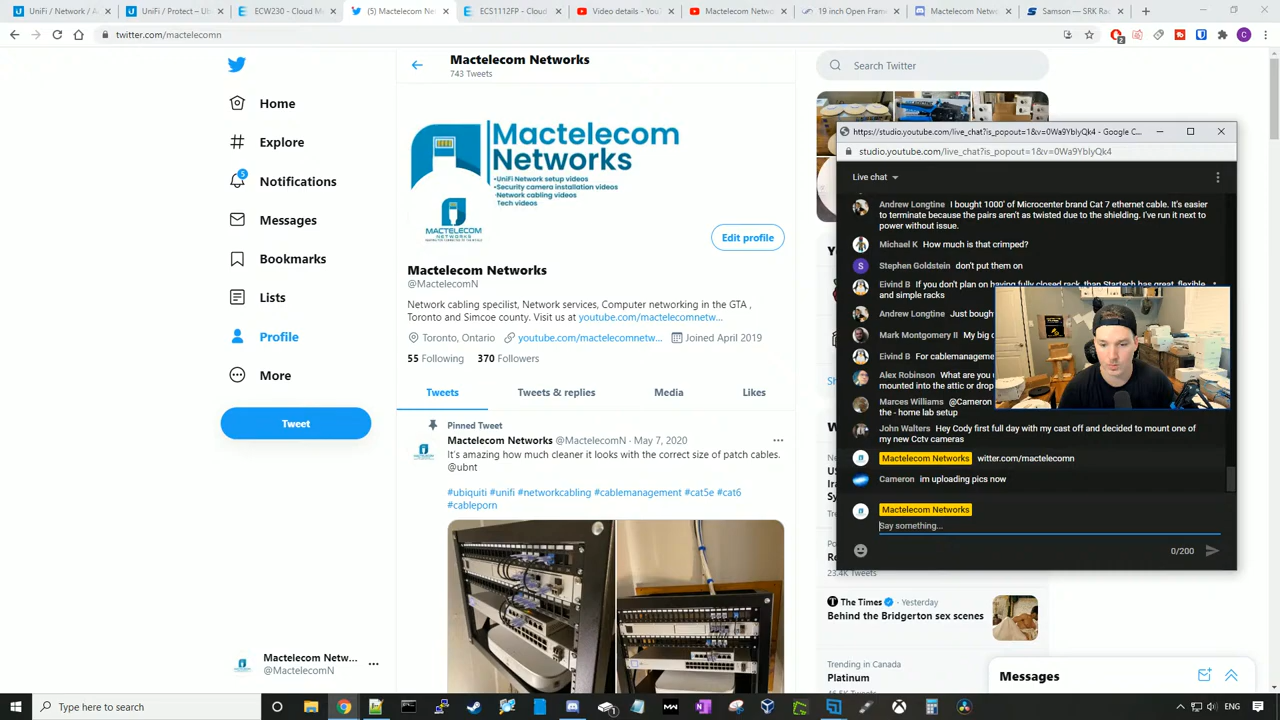 UniFi / Network / A
UniFi / Protect – Ub
ECW230 - Cloud M
(5) Mactelecom Net
ECS1112FP - Cloud
Video details - YouT
Mactelecom Netwo
19 inch Open Frame
Mactelecom Netwo
Samson — SRK Rac
twitter.com/mactelecomn
2
C
Mactelecom Networks
743 Tweets
Search Twitter
Home
Explore
5
Notifications
Messages
Bookmarks
Lists
Profile
More
Tweet
Mactelecom
Networks
•UniFi Network setup videos
•Security camera installation videos
•Network cabling videos
Tech videos
MACTELECOM
NETWORKS
Edit profile
Mactelecom Networks
@MactelecomN
Network cabling specilist, Network services, Computer networking in the GTA ,
Toronto and Simcoe county. Visit us at youtube.com/mactelecomnetw...
Toronto, Ontario youtube.com/mactelecomnetw... Joined April 2019
55 Following 370 Followers
Tweets Tweets & replies Media Likes
Pinned Tweet
Mactelecom Networks @MactelecomN · May 7, 2020
It's amazing how much cleaner it looks with the correct size of patch cables.
@ubnt
#ubiquiti #unifi #networkcabling #cablemanagement #cat5e #cat6
#cableporn
Mactelecom Netw...
@MactelecomN
https://studio.youtube.com/live_chat?is_popout=1&v=0Wa9YblyQk4 - Google C...
studio.youtube.com/live_chat?is_popout=1&v=0Wa9YblyQk4
Live chat
Andrew Longtine I bought 1000' of Microcenter brand Cat 7 ethernet cable. It's easier
to terminate because the pairs aren't as twisted due to the shielding. I've run it next to
power without issue.
Michael K How much is that crimped?
S
Stephen Goldstein don't put them on
Eivind B If you don't plan on having fully closed rack, than Startech has great, flexible
and simple racks
Andrew Longtine Just bough
Mark Montgomery II My big c
Eivind B For cablemanageme
Alex Robinson What are you
mounted into the attic or drop
Marces Williams @Cameron
the - home lab setup
John Walters Hey Cody first full day with my cast off and decided to mount one of
my new Cctv cameras
Mactelecom Networks witter.com/mactelecomn
Cameron im uploading pics now
Mactelecom Networks
Say something...
0/200
23.4K Tweets
The Times · Yesterday
Behind the Bridgerton sex scenes
Trending in Canada
Platinum
Messages
Type here to search
ENG